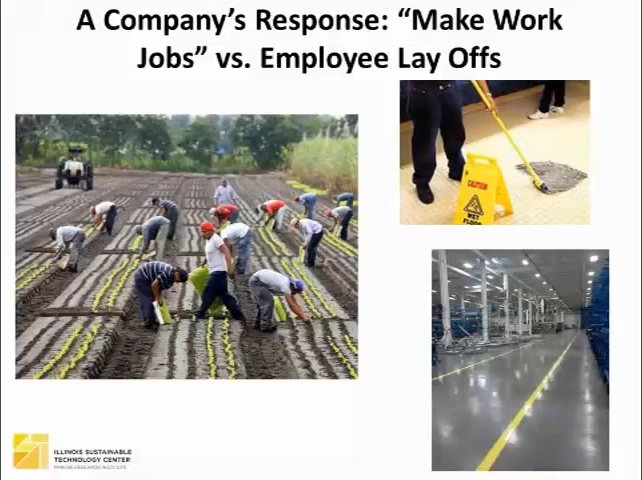 A Company's Response: “Make Work
Jobs” vs. Employee Lay Offs
CAUTION
WET
FLOOR
ILLINOIS SUSTAINABLE
TECHNOLOGY CENTER